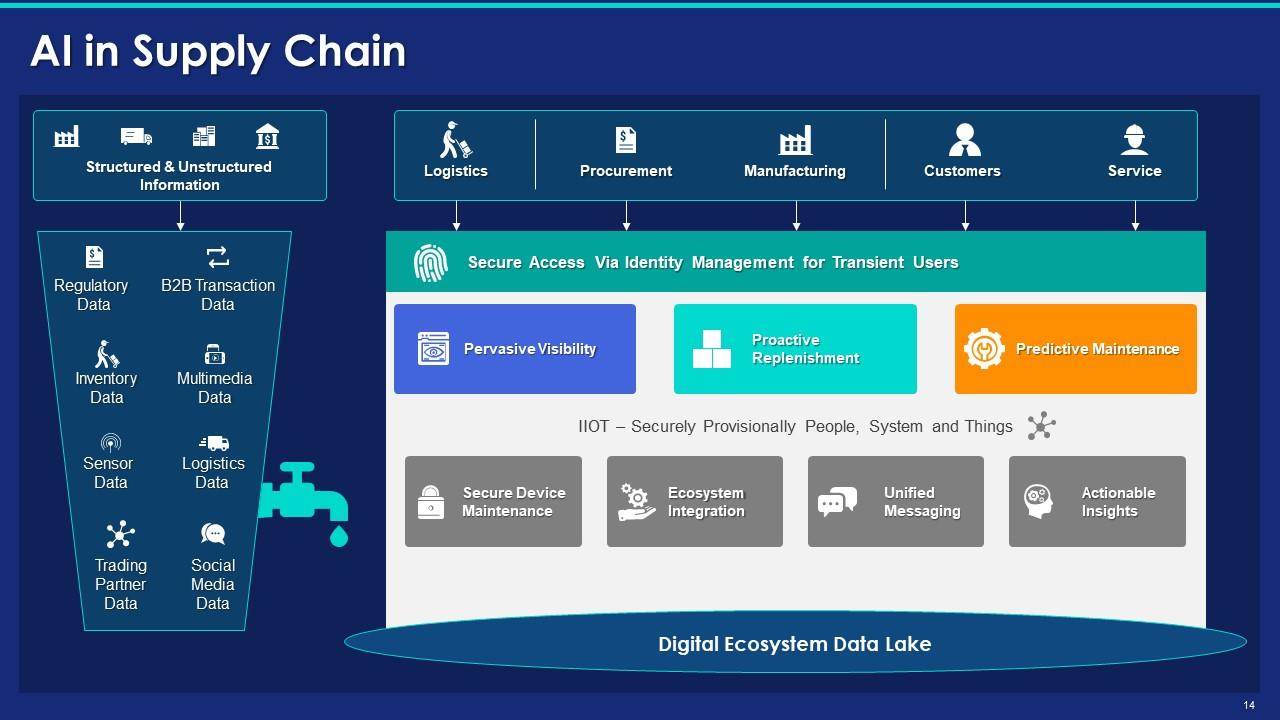 AI in Supply Chain
Structured & Unstructured
Information
Regulatory
Data
B2B Transaction
Data
Inventory
Data
Multimedia
Data
Sensor
Data
Logistics
Data
Trading
Partner
Data
Social
Media
Data
Logistics
Procurement
Manufacturing
Customers
Service
Secure Access Via Identity Management for Transient Users
Pervasive Visibility
Proactive
Replenishment
Predictive Maintenance
IIOT – Securely Provisionally People, System and Things
Secure Device
Maintenance
Ecosystem
Integration
Unified
Messaging
Actionable
Insights
Digital Ecosystem Data Lake
14